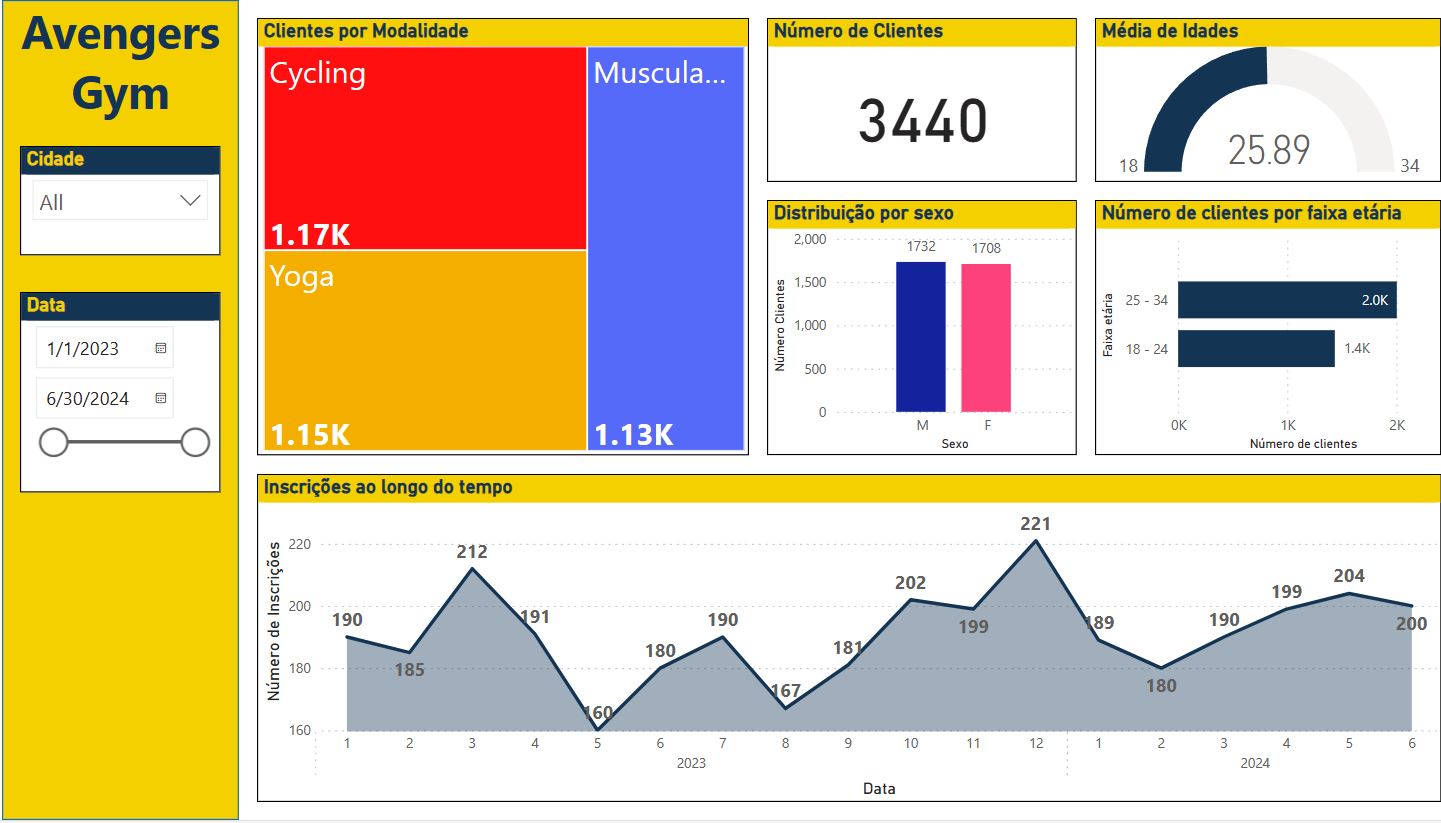 Avengers
Gym
Cidade
All
Data
1/1/2023
6/30/2024
Clientes por Modalidade
Cycling
1.17K
Yoga
1.15K
Muscula...
1.13K
Número de Clientes
3440
Média de Idades
25.89
18
34
Distribuição por sexo
2,000
1,500
1,000
500
0
Número Clientes
1732
1708
M
F
Sexo
Número de clientes por faixa etária
Faixa etária
25 - 34
2.0K
18 - 24
1.4K
0K
1K
2K
Número de clientes
Inscrições ao longo do tempo
Número de Inscrições
220
200
180
160
190
185
212
191
160
180
190
167
181
202
199
221
189
180
190
199
204
200
1 2 3 4 5 6 7 8 9 10 11 12 1 2 3 4 5 6
2023 2024
Data